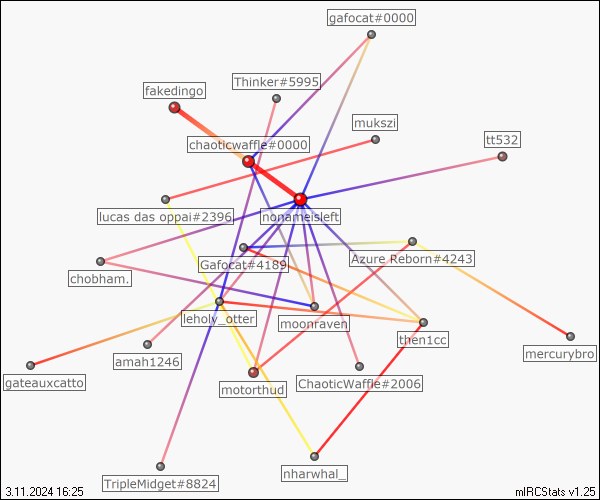 gafocat#0000
Thinker#5995
fakedingo
mukszi
chaoticwaffle#0000
tt532
lucas das oppai#2396
nonameisleft
Gafocat#4189
Azure_Reborn#4243
chobham.
leholy_otter
moonraven
then1cc
amah1246
mercurybro
gateauxcatto
motorthud
ChaoticWaffle#2006
TripleMidget#8824
nharwhal_
3.11.2024 16:25
mIRCStats v1.25